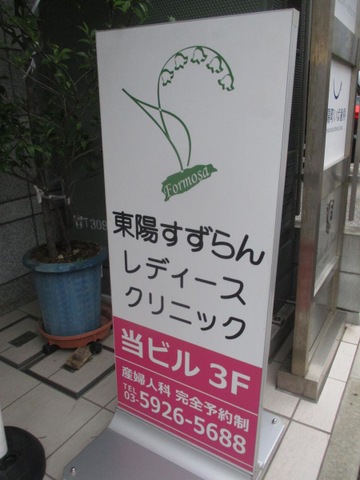 Formosa
東陽すずらん
レディース
クリニック
当ビル 3F
産婦人科 完全予約制
TEL 03-5926-5688